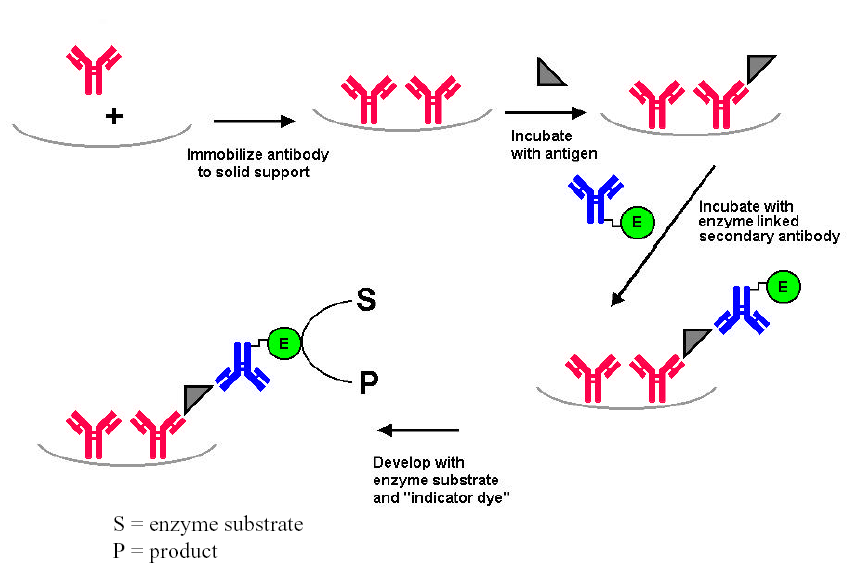 +
Immobilize antibody
to solid support
Incubate
with antigen
E
Incubate with
enzyme linked
secondary antibody
E
S
E
P
Develop with
enzyme substrate
and "indicator dye"
S = enzyme substrate
P = product